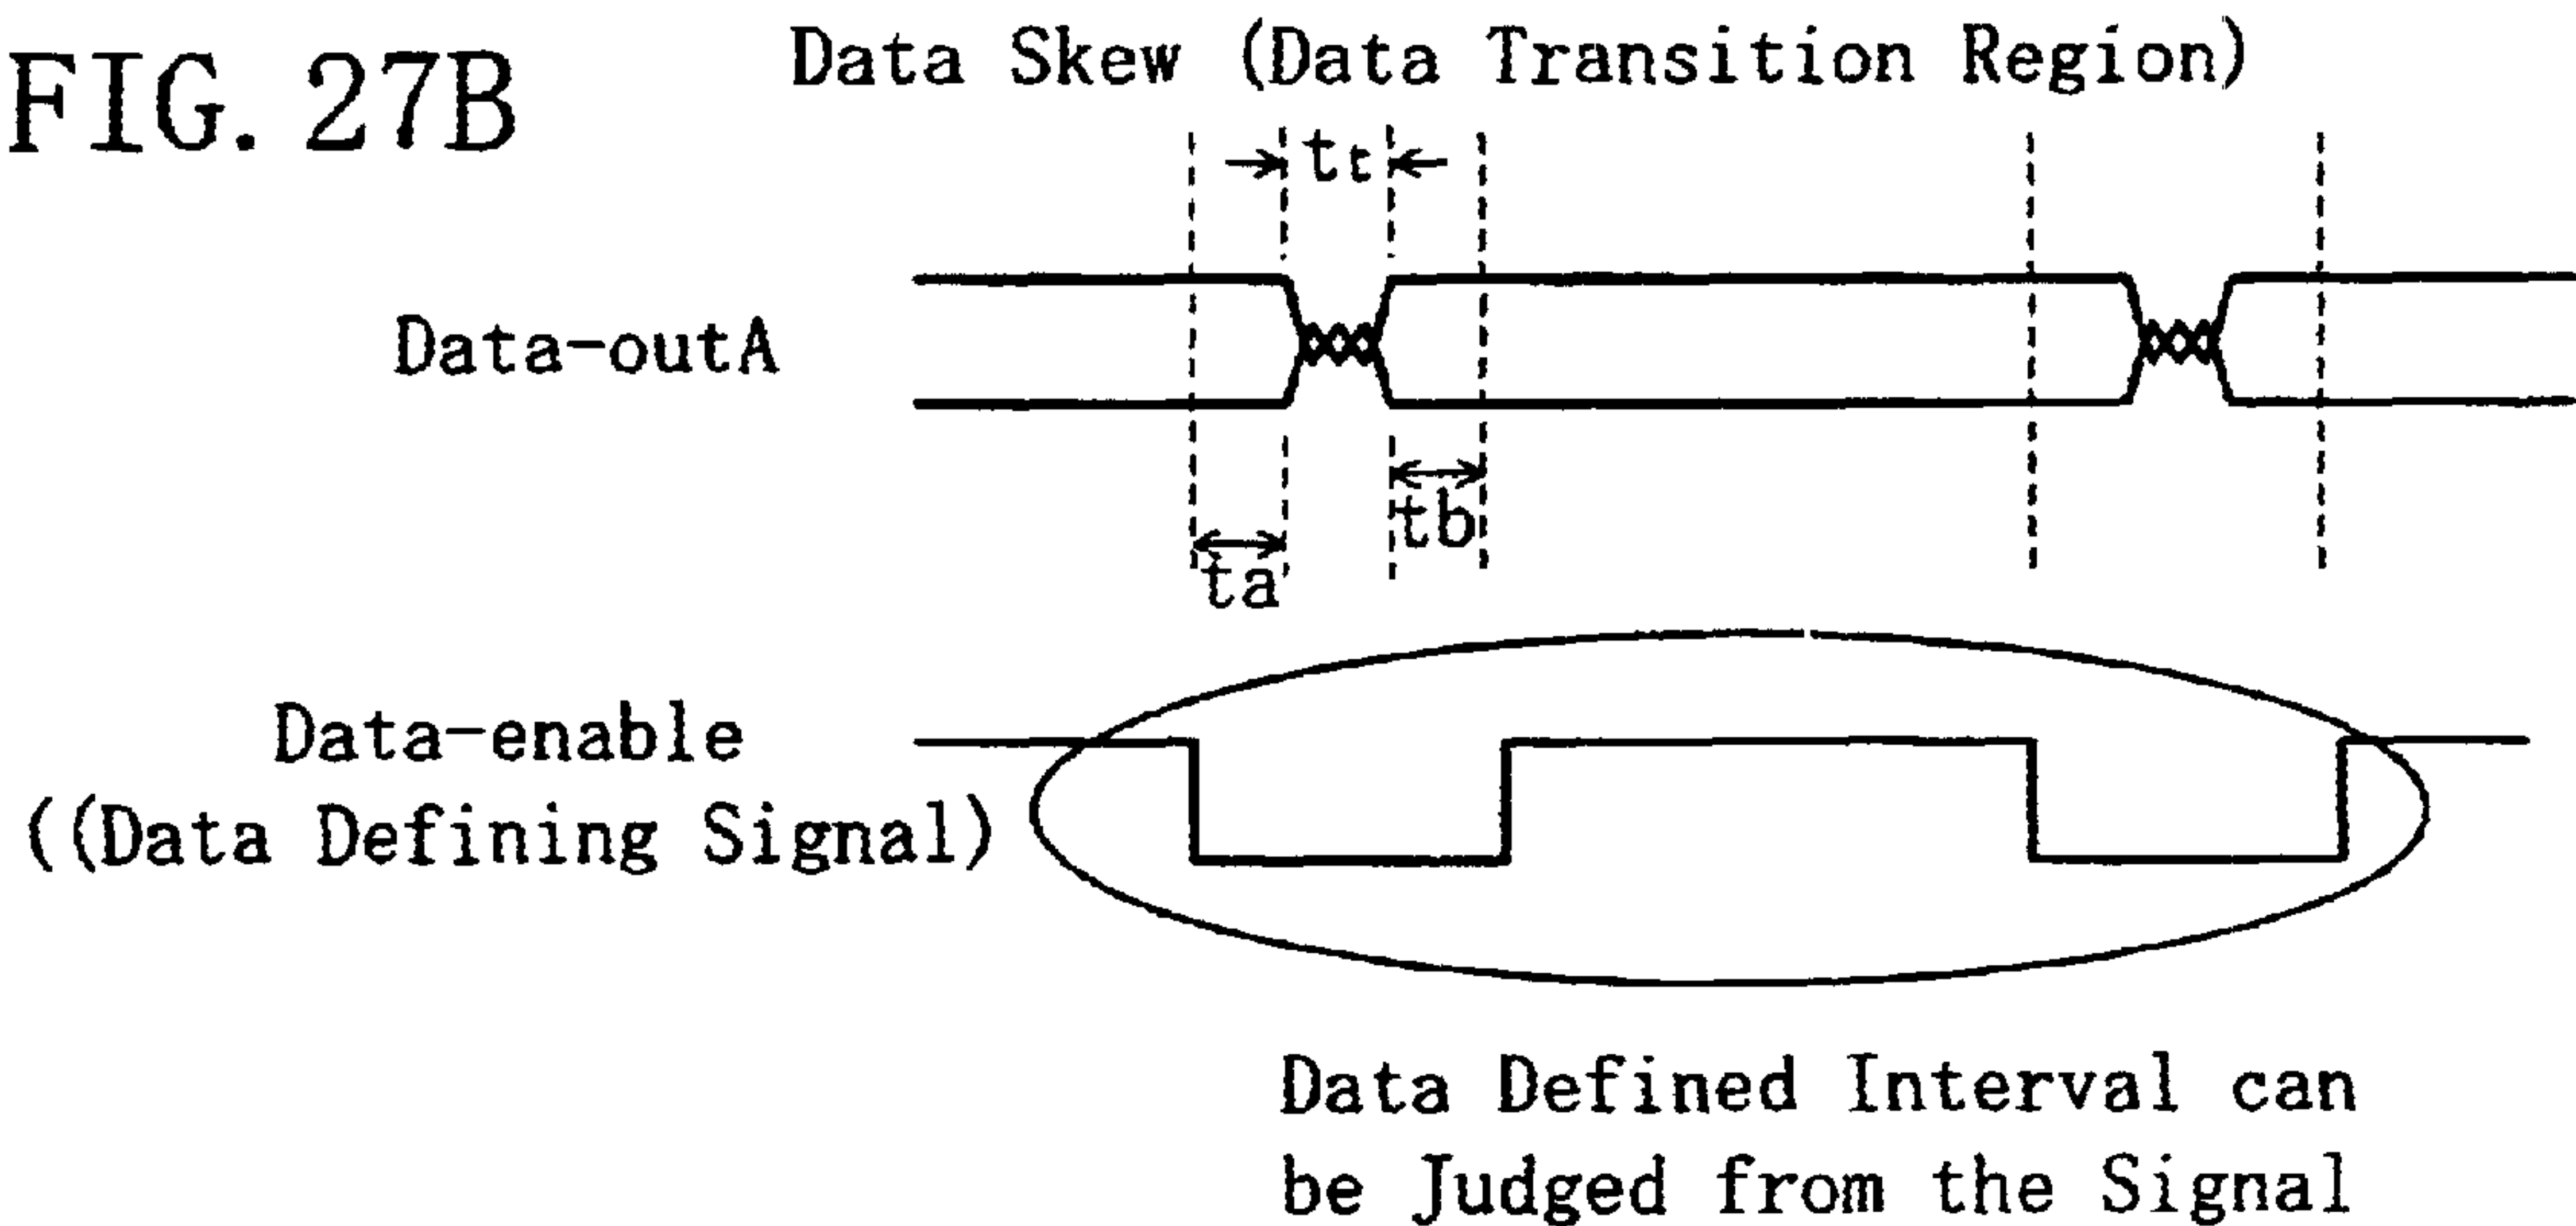 FIG. 27B
Data Skew (Data Transition Region)
tt
Data-outA
tb
ta
Data-enable
((Data Defining Signal)
Data Defined Interval can
be Judged from the Signal